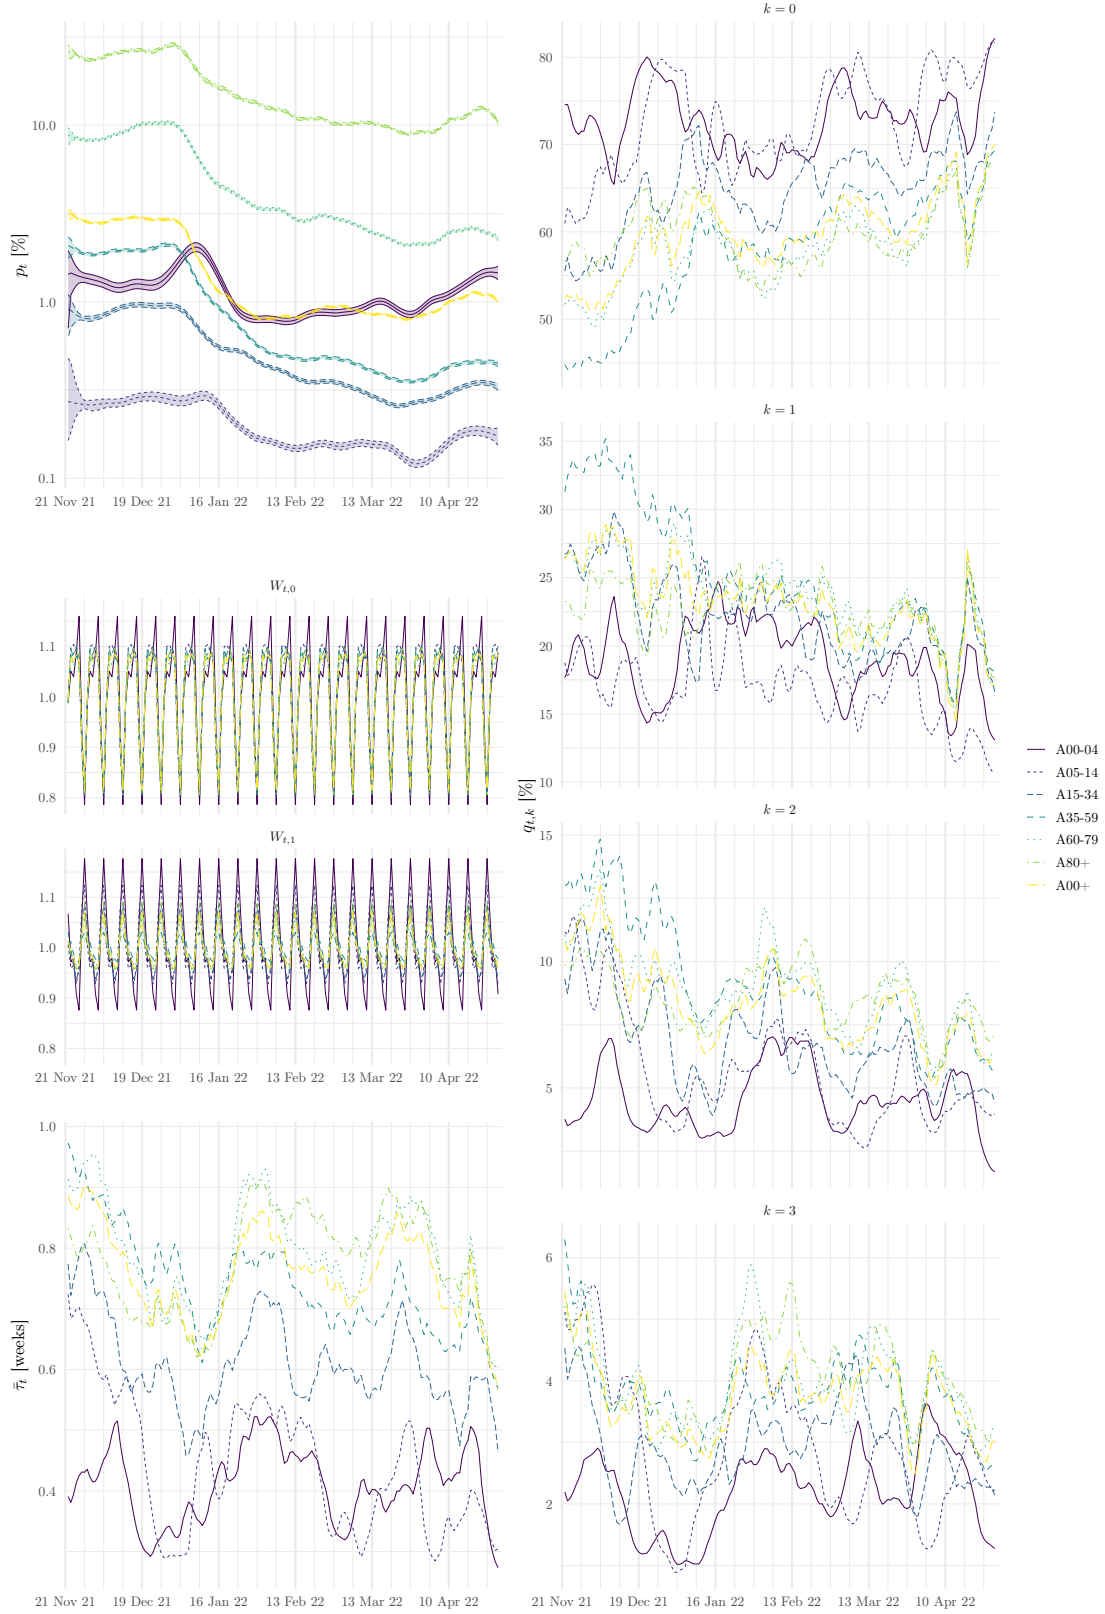 p_t [%]
10.0
1.0
0.1
21 Nov 21 19 Dec 21 16 Jan 22 13 Feb 22 13 Mar 22 10 Apr 22
W_{t,0}
1.1
1.0
0.9
0.8
W_{t,1}
1.1
1.0
0.9
0.8
21 Nov 21 19 Dec 21 16 Jan 22 13 Feb 22 13 Mar 22 10 Apr 22
τ̄_t [weeks]
1.0
0.8
0.6
0.4
21 Nov 21 19 Dec 21 16 Jan 22 13 Feb 22 13 Mar 22 10 Apr 22
q_{t,k} [%]
k = 0
80
70
60
50
k = 1
35
30
25
20
15
10
k = 2
15
10
5
k = 3
6
4
2
21 Nov 21 19 Dec 21 16 Jan 22 13 Feb 22 13 Mar 22 10 Apr 22
A00-04
A05-14
A15-34
A35-59
A60-79
A80+
A00+